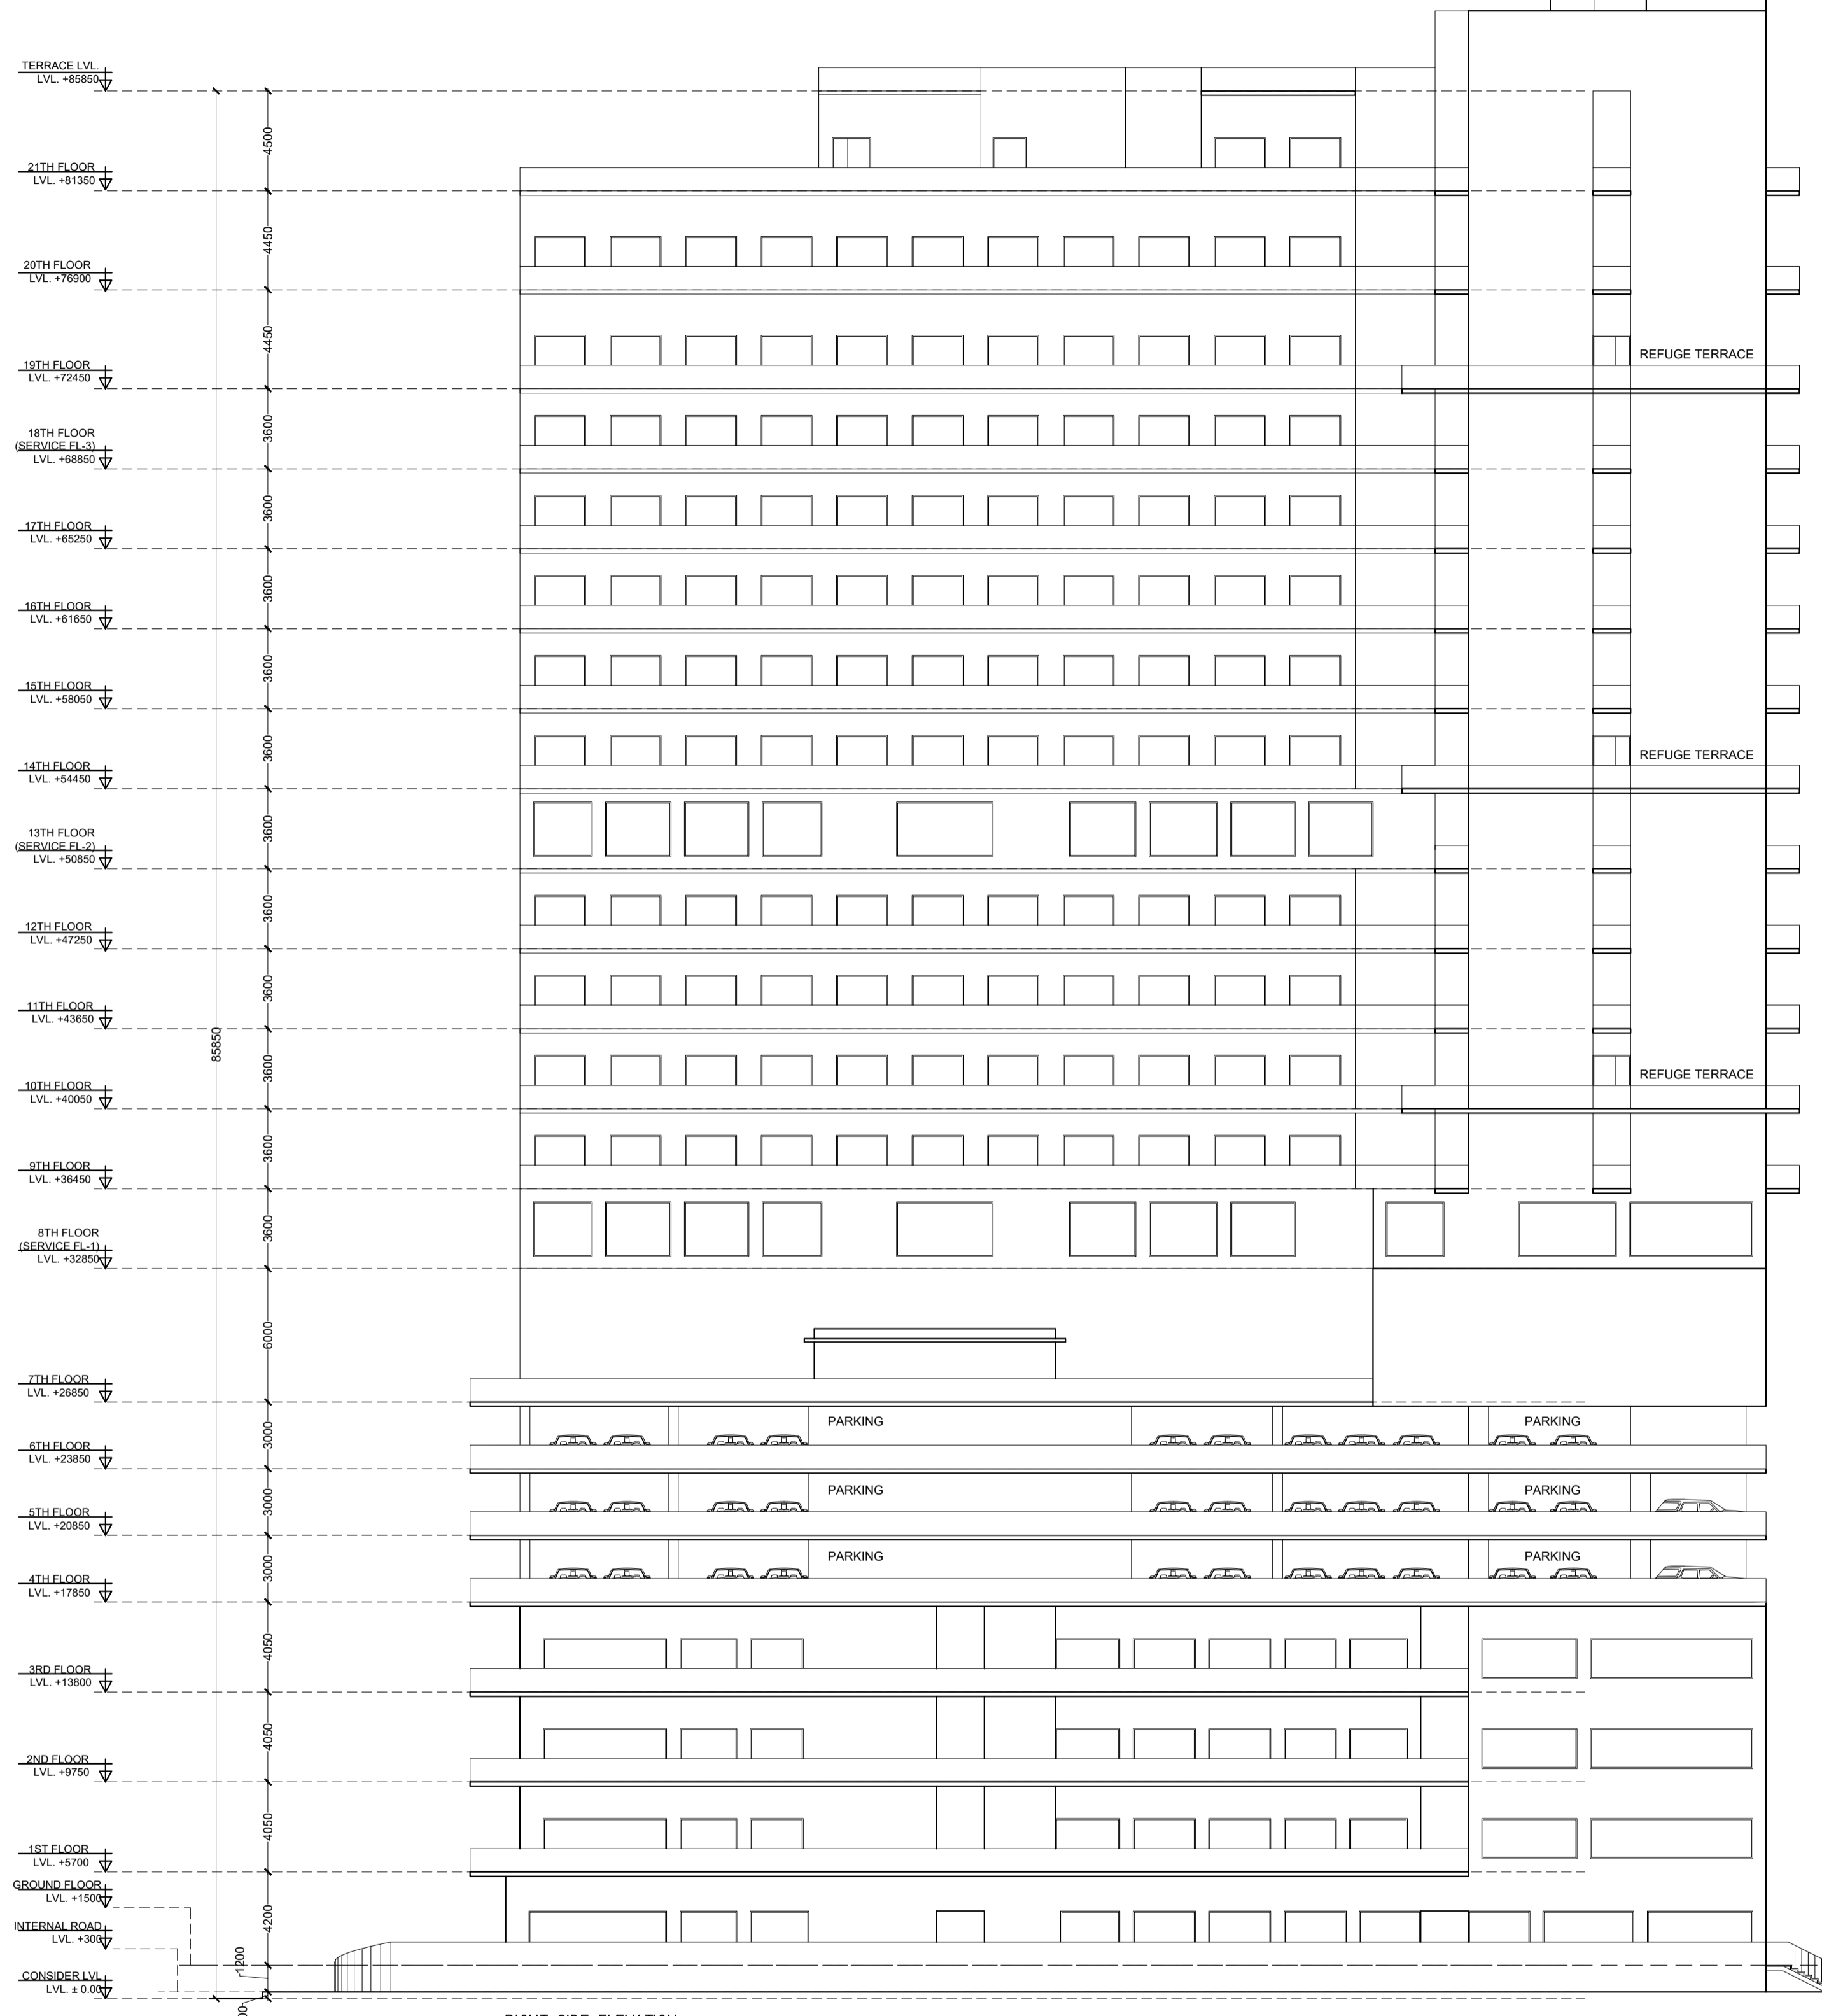 TERRACE LVL.
LVL. +85850
4500
21TH FLOOR
LVL. +81350
4450
20TH FLOOR
LVL. +76900
4450
19TH FLOOR
LVL. +72450
REFUGE TERRACE
3600
18TH FLOOR
(SERVICE FL-3)
LVL. +68850
3600
17TH FLOOR
LVL. +65250
3600
16TH FLOOR
LVL. +61650
3600
15TH FLOOR
LVL. +58050
3600
14TH FLOOR
LVL. +54450
REFUGE TERRACE
3600
13TH FLOOR
(SERVICE FL-2)
LVL. +50850
3600
12TH FLOOR
LVL. +47250
3600
11TH FLOOR
LVL. +43650
85850
3600
10TH FLOOR
LVL. +40050
REFUGE TERRACE
3600
9TH FLOOR
LVL. +36450
3600
8TH FLOOR
(SERVICE FL-1)
LVL. +32850
6000
7TH FLOOR
LVL. +26850
PARKING PARKING
3000
6TH FLOOR
LVL. +23850
PARKING PARKING
3000
5TH FLOOR
LVL. +20850
PARKING PARKING
3000
4TH FLOOR
LVL. +17850
4050
3RD FLOOR
LVL. +13800
4050
2ND FLOOR
LVL. +9750
4050
1ST FLOOR
LVL. +5700
GROUND FLOOR
LVL. +1500
4200
INTERNAL ROAD
LVL. +300
1200
CONSIDER LVL
LVL. ± 0.00
RIGHT SIDE ELEVATION